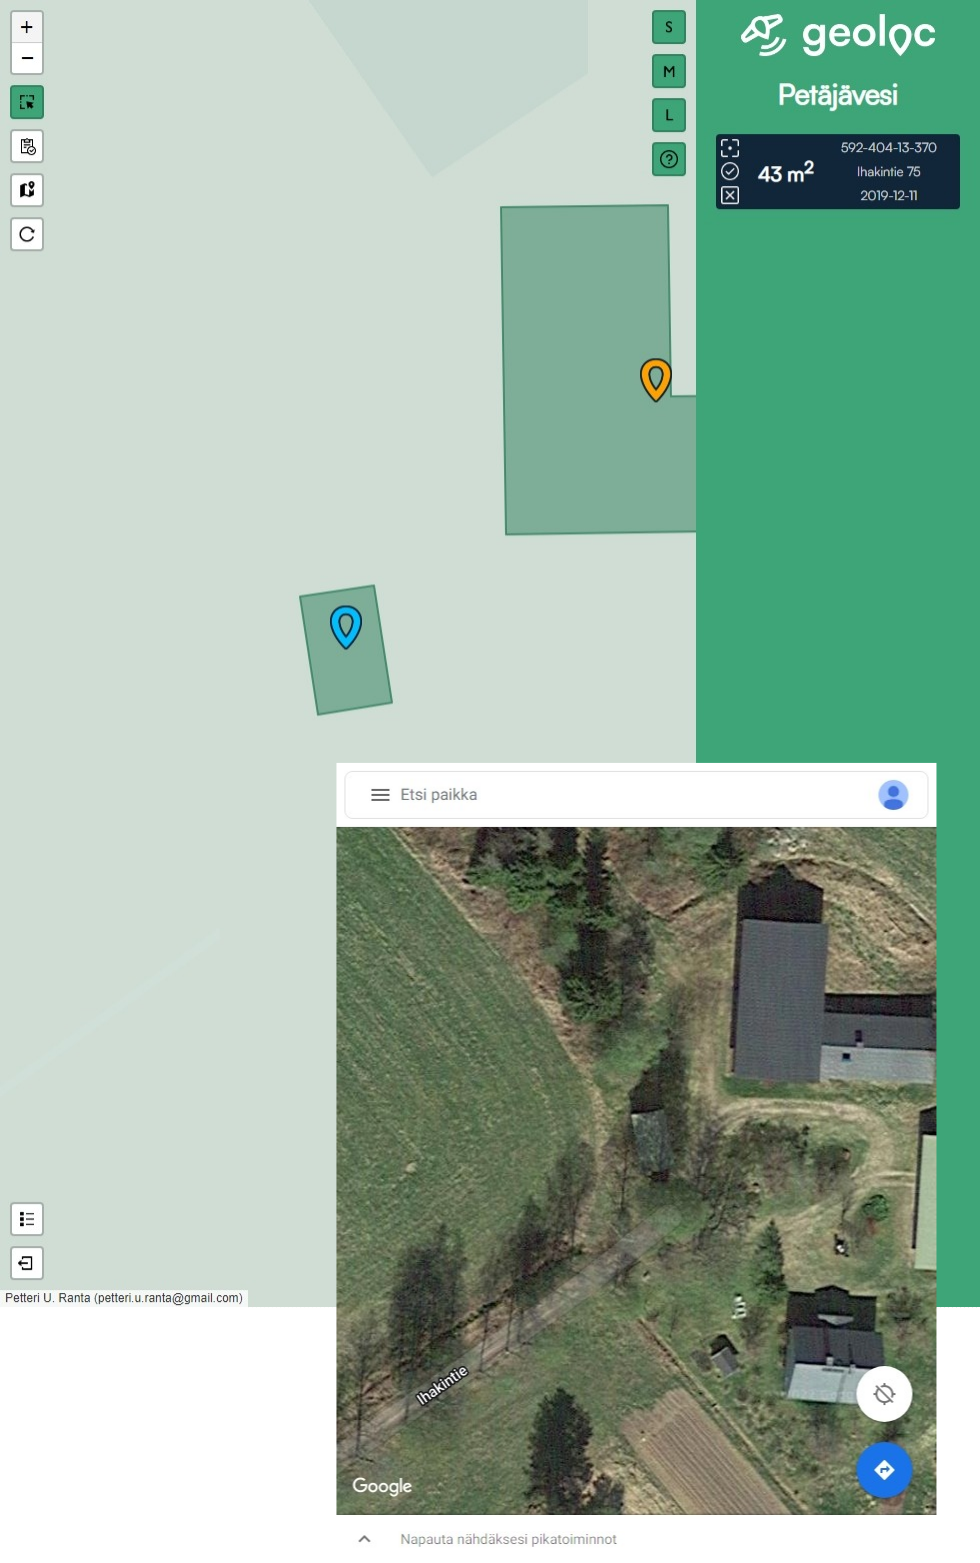 +
−
S
M
L
?
geoloc
Petäjävesi
43 m²
592-404-13-370
Ihakintie 75
2019-12-11
Etsi paikka
Ihakintie
Google
Napauta nähdäksesi pikatoiminnot
Petteri U. Ranta (petteri.u.ranta@gmail.com)